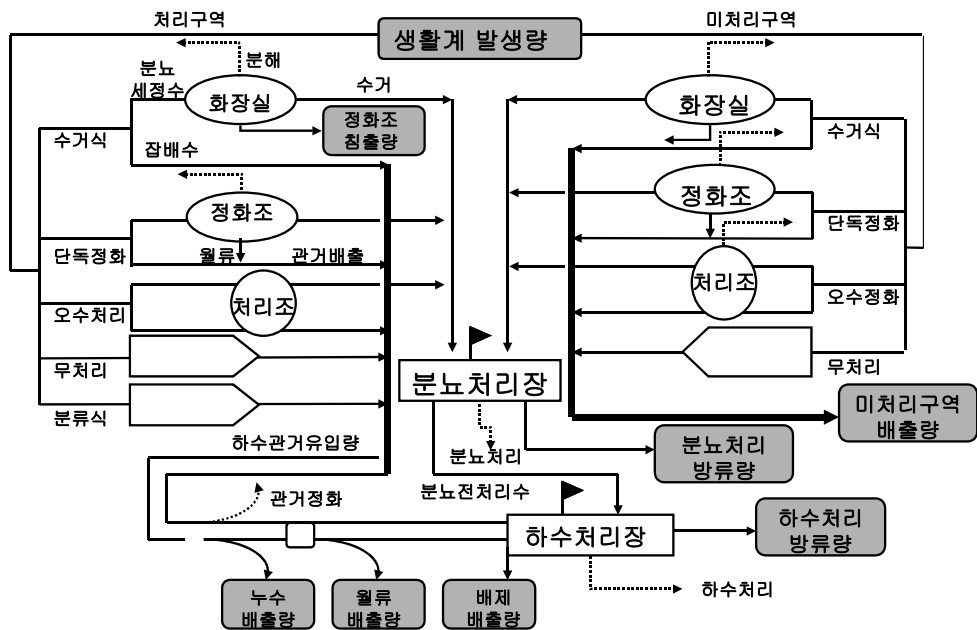 처리구역
미처리구역
생활계 발생량
분해
분뇨
세정수
화장실
수거
화장실
정화조
침출량
수거식
수거식
잡배수
정화조
정화조
단독정화
월류
관거배출
단독정화
처리조
처리조
오수처리
오수정화
무처리
무처리
분뇨처리장
분류식
미처리구역
배출량
하수관거유입량
분뇨처리
분뇨처리
방류량
관거정화
분뇨전처리수
하수처리장
하수처리
방류량
하수처리
누수
배출량
월류
배출량
배제
배출량